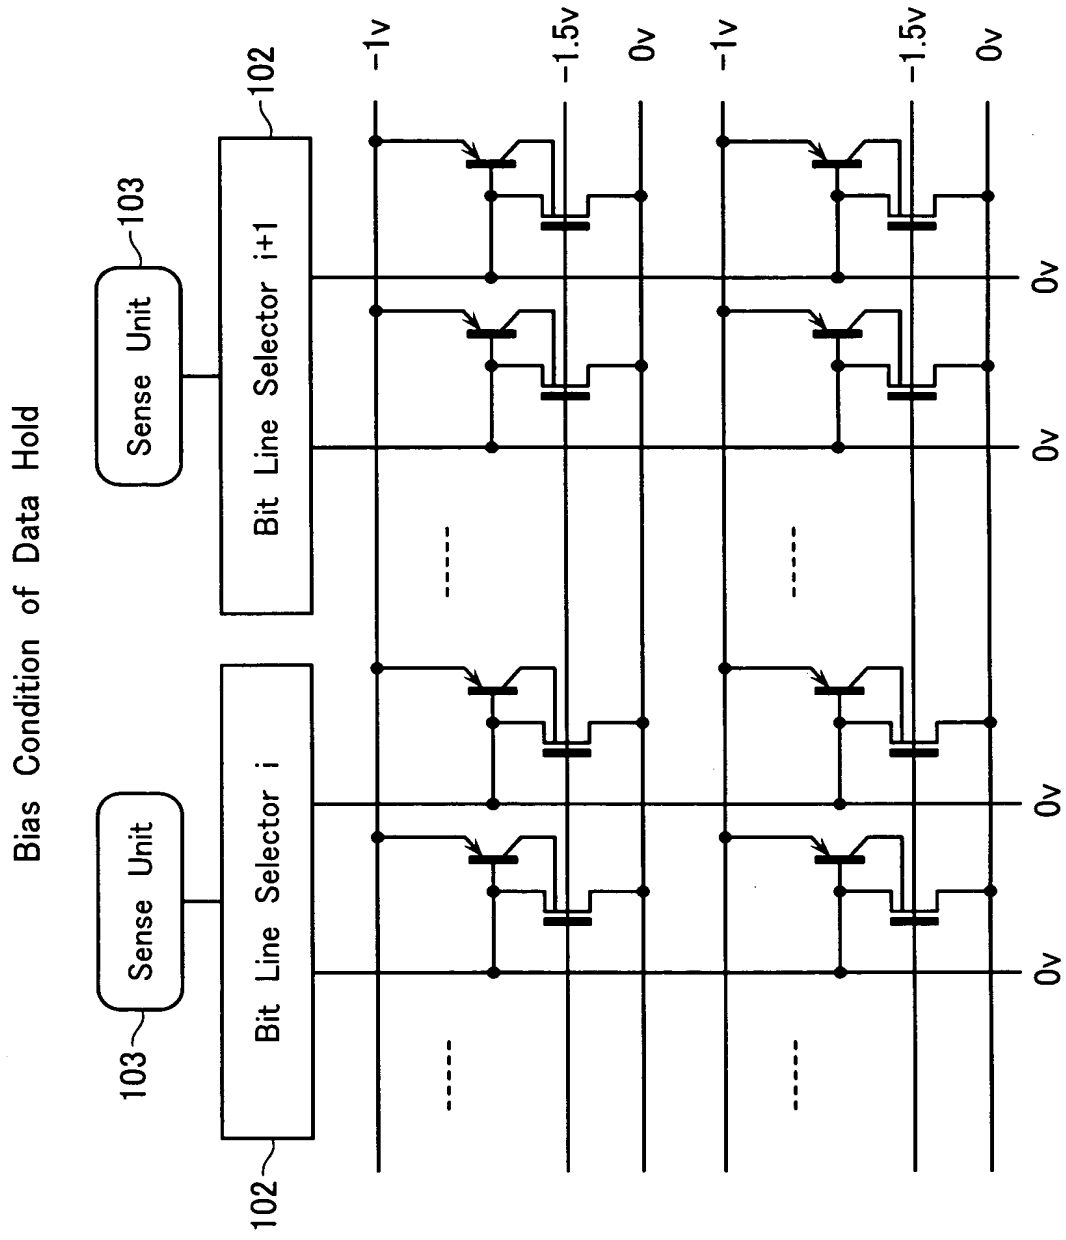 Bias Condition of Data Hold
103
Sense Unit
103
Sense Unit
102
Bit Line Selector i
102
Bit Line Selector i+1
-1v
-1.5v
0v
-1v
-1.5v
0v
0v
0v
0v
0v